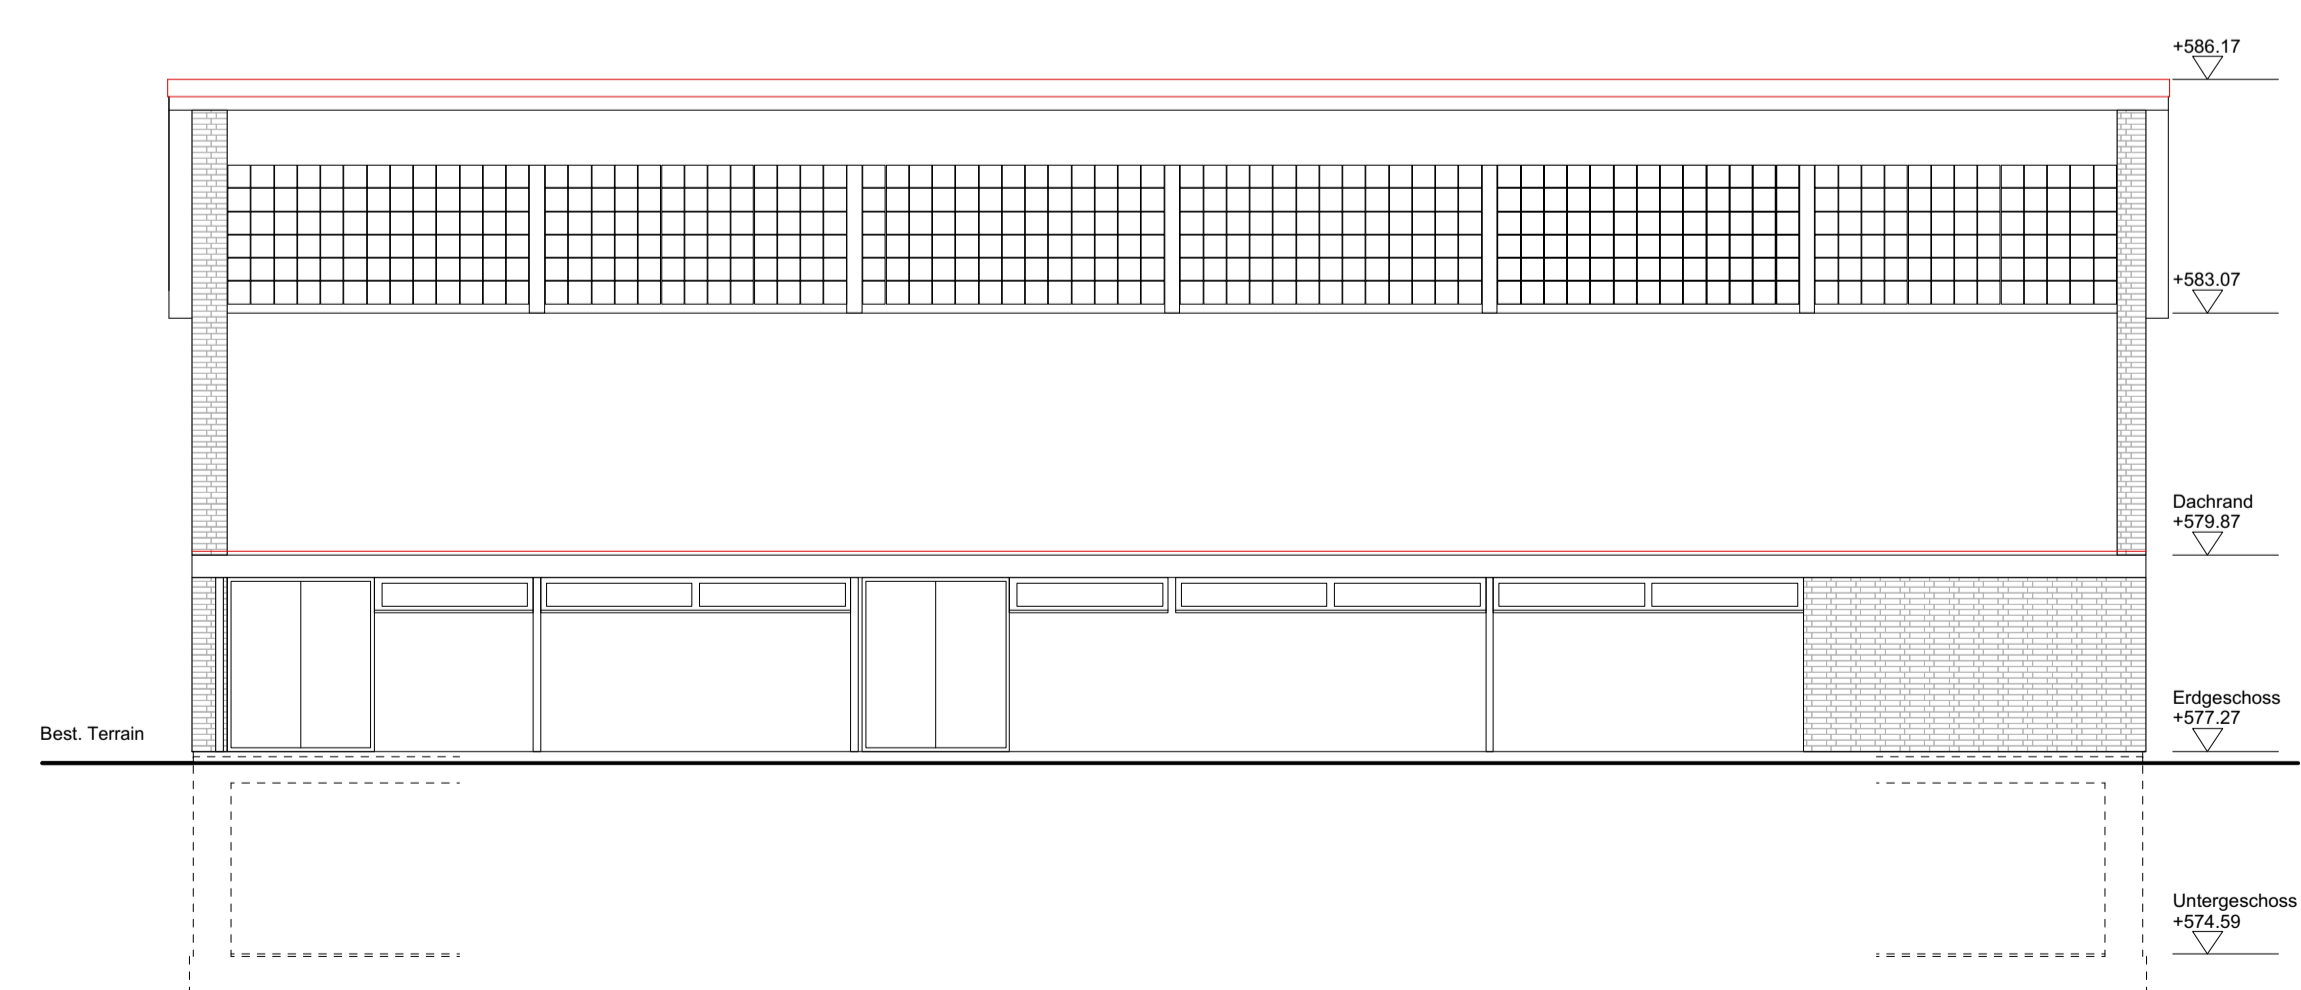 +586.17
+583.07
Dachrand
+579.87
Erdgeschoss
+577.27
Best. Terrain
Untergeschoss
+574.59